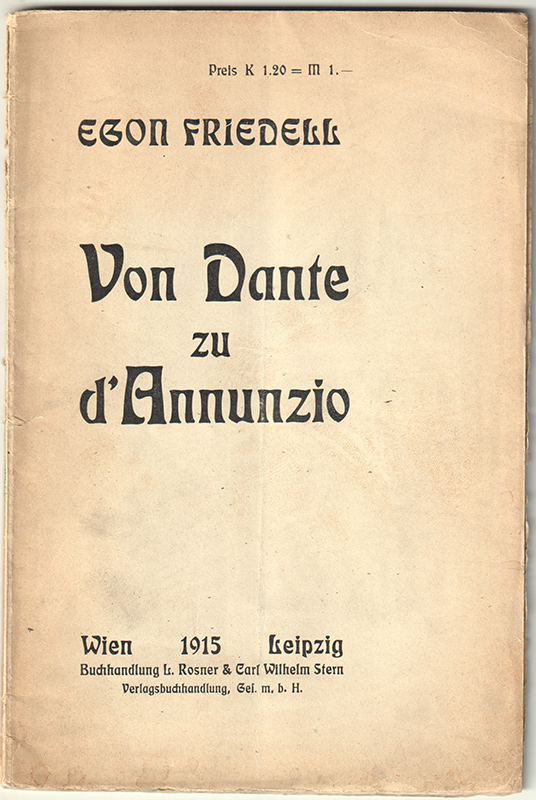 Preis K 1.20 = M 1.—
EGON FRIEDELL
Von Dante
zu
d'Annunzio
Wien 1915 Leipzig
Buchhandlung L. Rosner & Carl Wilhelm Stern
Verlagsbuchhandlung, Ges. m. b. H.